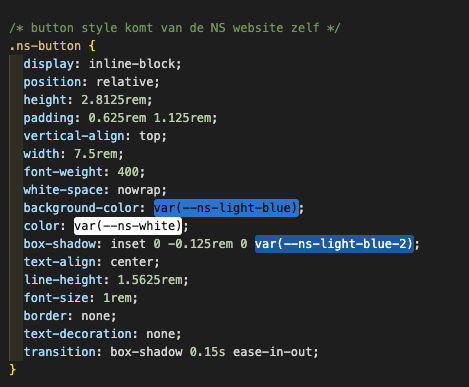 /* button style komt van de NS website zelf */
.ns-button {
display: inline-block;
position: relative;
height: 2.8125rem;
padding: 0.625rem 1.125rem;
vertical-align: top;
width: 7.5rem;
font-weight: 400;
white-space: nowrap;
background-color: var(--ns-light-blue);
color: var(--ns-white);
box-shadow: inset 0 -0.125rem 0 var(--ns-light-blue-2);
text-align: center;
line-height: 1.5625rem;
font-size: 1rem;
border: none;
text-decoration: none;
transition: box-shadow 0.15s ease-in-out;
}